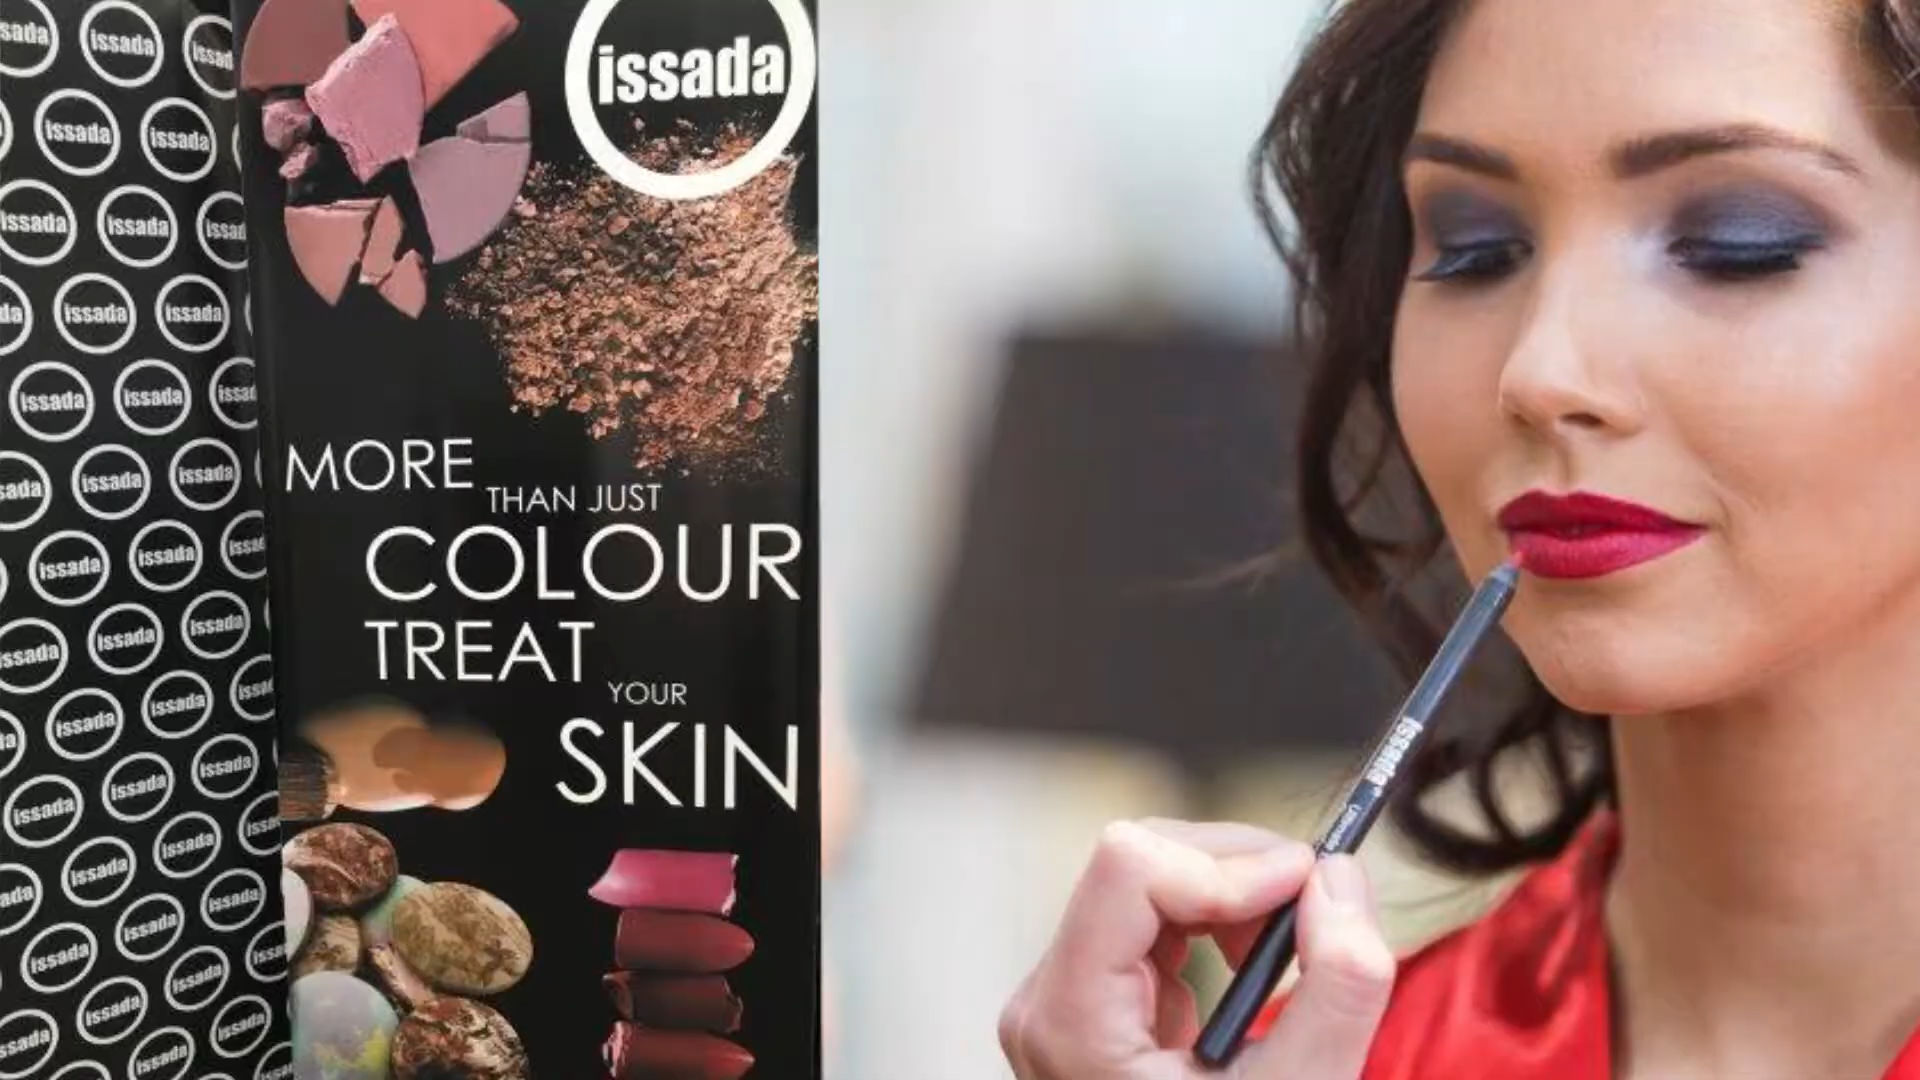 issada
MORE
THAN JUST
COLOUR
TREAT
YOUR
SKIN
issada